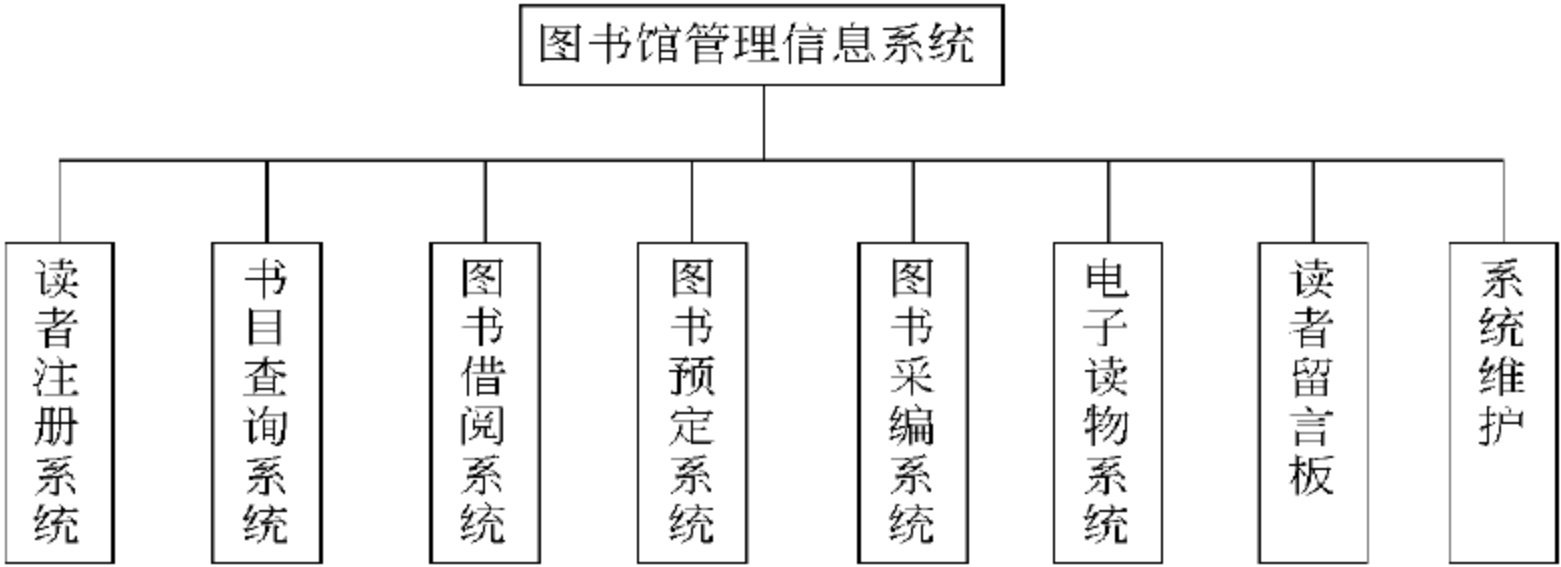 图书馆管理信息系统
读者注册系统
书目查询系统
图书借阅系统
图书预定系统
图书采编系统
电子读物系统
读者留言板
系统维护